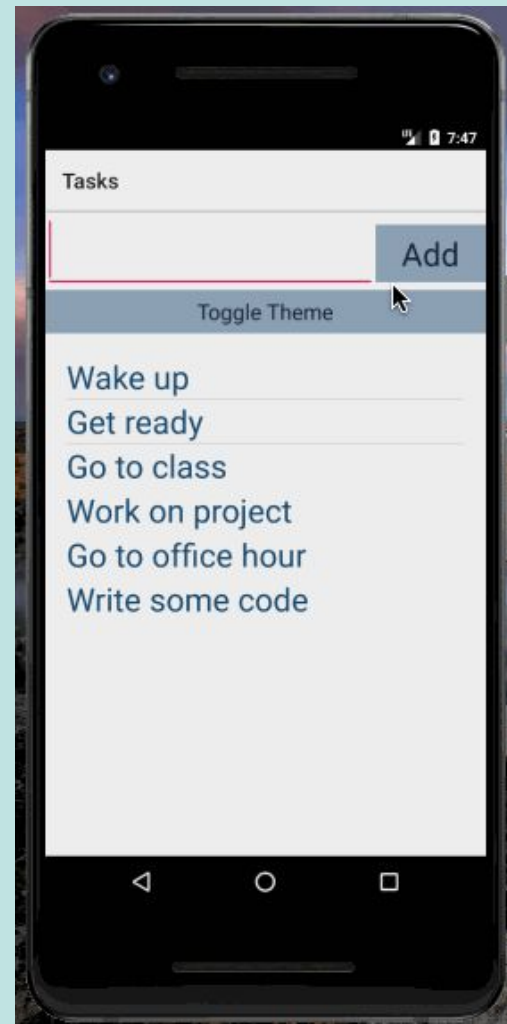 7:47
Tasks
Add
Toggle Theme
Wake up
Get ready
Go to class
Work on project
Go to office hour
Write some code